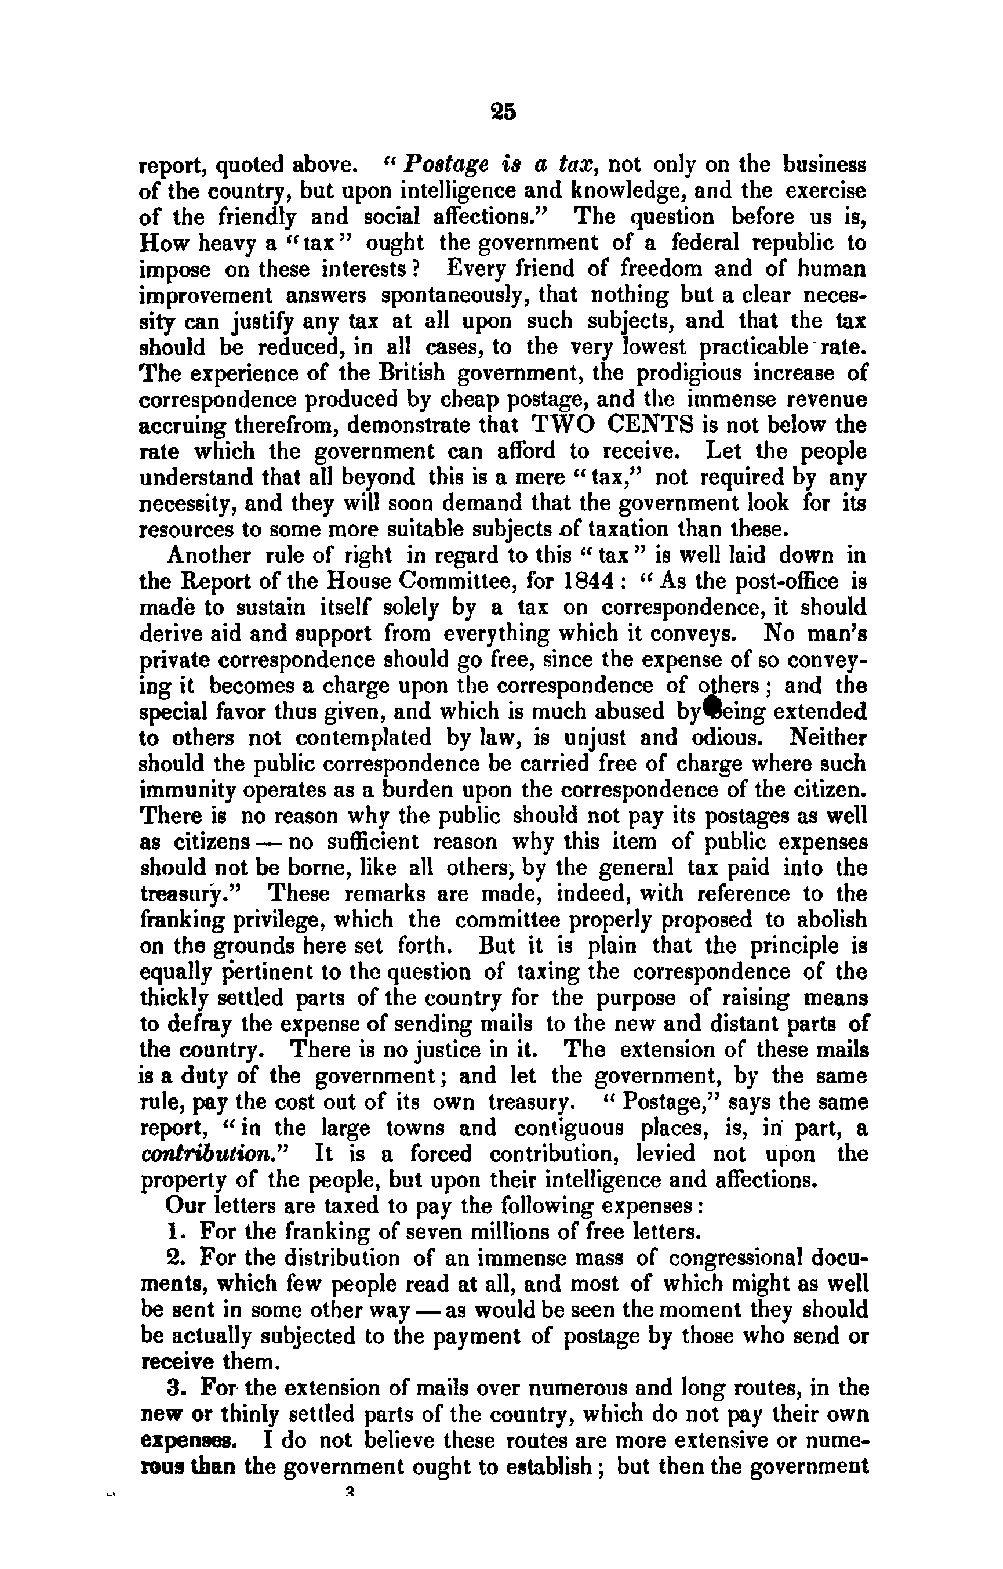 25
report, quoted above. " Postage is a tax, not only on the business
of the country, but upon intelligence and knowledge, and the exercise
of the friendly and social affections." The question before us is,
How heavy a "tax" ought the government of a federal republic to
impose on these interests? Every friend of freedom and of human
improvement answers spontaneously, that nothing but a clear neces-
sity can justify any tax at all upon such subjects, and that the tax
should be reduced, in all cases, to the very lowest practicable rate.
The experience of the British government, the prodigious increase of
correspondence produced by cheap postage, and the immense revenue
accruing therefrom, demonstrate that TWO CENTS is not below the
rate which the government can afford to receive. Let the people
understand that all beyond this is a mere "tax," not required by any
necessity, and they will soon demand that the government look for its
resources to some more suitable subjects of taxation than these.
Another rule of right in regard to this "tax" is well laid down in
the Report of the House Committee, for 1844: "As the post-office is
made to sustain itself solely by a tax on correspondence, it should
derive aid and support from everything which it conveys. No man's
private correspondence should go free, since the expense of so convey-
ing it becomes a charge upon the correspondence of others; and the
special favor thus given, and which is much abused by being extended
to others not contemplated by law, is unjust and odious. Neither
should the public correspondence be carried free of charge where such
immunity operates as a burden upon the correspondence of the citizen.
There is no reason why the public should not pay its postages as well
as citizens — no sufficient reason why this item of public expenses
should not be borne, like all others, by the general tax paid into the
treasury." These remarks are made, indeed, with reference to the
franking privilege, which the committee properly proposed to abolish
on the grounds here set forth. But it is plain that the principle is
equally pertinent to the question of taxing the correspondence of the
thickly settled parts of the country for the purpose of raising means
to defray the expense of sending mails to the new and distant parts of
the country. There is no justice in it. The extension of these mails
is a duty of the government; and let the government, by the same
rule, pay the cost out of its own treasury. "Postage," says the same
report, "in the large towns and contiguous places, is, in part, a
contribution." It is a forced contribution, levied not upon the
property of the people, but upon their intelligence and affections.
Our letters are taxed to pay the following expenses:
1. For the franking of seven millions of free letters.
2. For the distribution of an immense mass of congressional docu-
ments, which few people read at all, and most of which might as well
be sent in some other way — as would be seen the moment they should
be actually subjected to the payment of postage by those who send or
receive them.
3. For the extension of mails over numerous and long routes, in the
new or thinly settled parts of the country, which do not pay their own
expenses. I do not believe these routes are more extensive or nume-
rous than the government ought to establish; but then the government
3